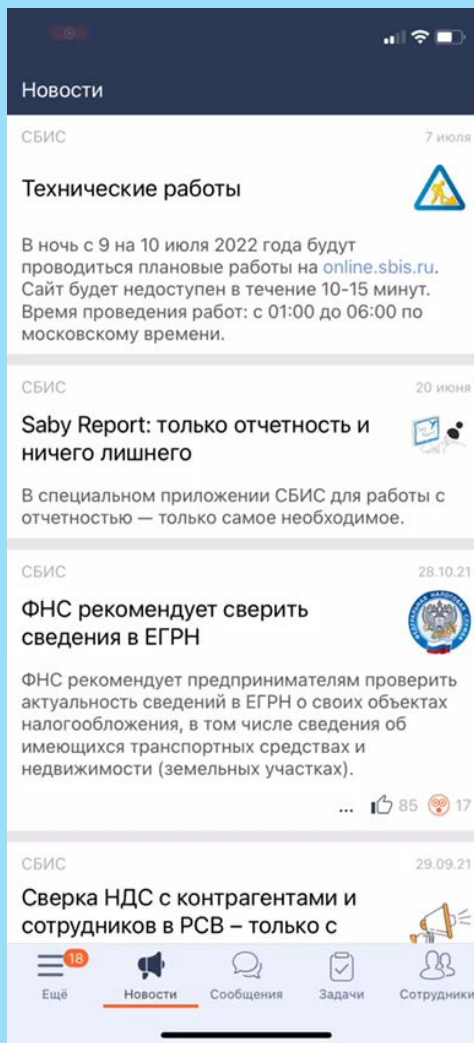 Новости
СБИС
7 июля
Технические работы
В ночь с 9 на 10 июля 2022 года будут
проводиться плановые работы на online.sbis.ru.
Сайт будет недоступен в течение 10-15 минут.
Время проведения работ: с 01:00 до 06:00 по
московскому времени.
СБИС
20 июня
Saby Report: только отчетность и
ничего лишнего
В специальном приложении СБИС для работы с
отчетностью — только самое необходимое.
СБИС
28.10.21
ФНС рекомендует сверить
сведения в ЕГРН
ФНС рекомендует предпринимателям проверить
актуальность сведений в ЕГРН о своих объектах
налогообложения, в том числе сведения об
имеющихся транспортных средствах и
недвижимости (земельных участках).
... 85 17
СБИС
29.09.21
Сверка НДС с контрагентами и
сотрудников в РСВ – только с
18
Ещё
Новости
Сообщения
Задачи
Сотрудники